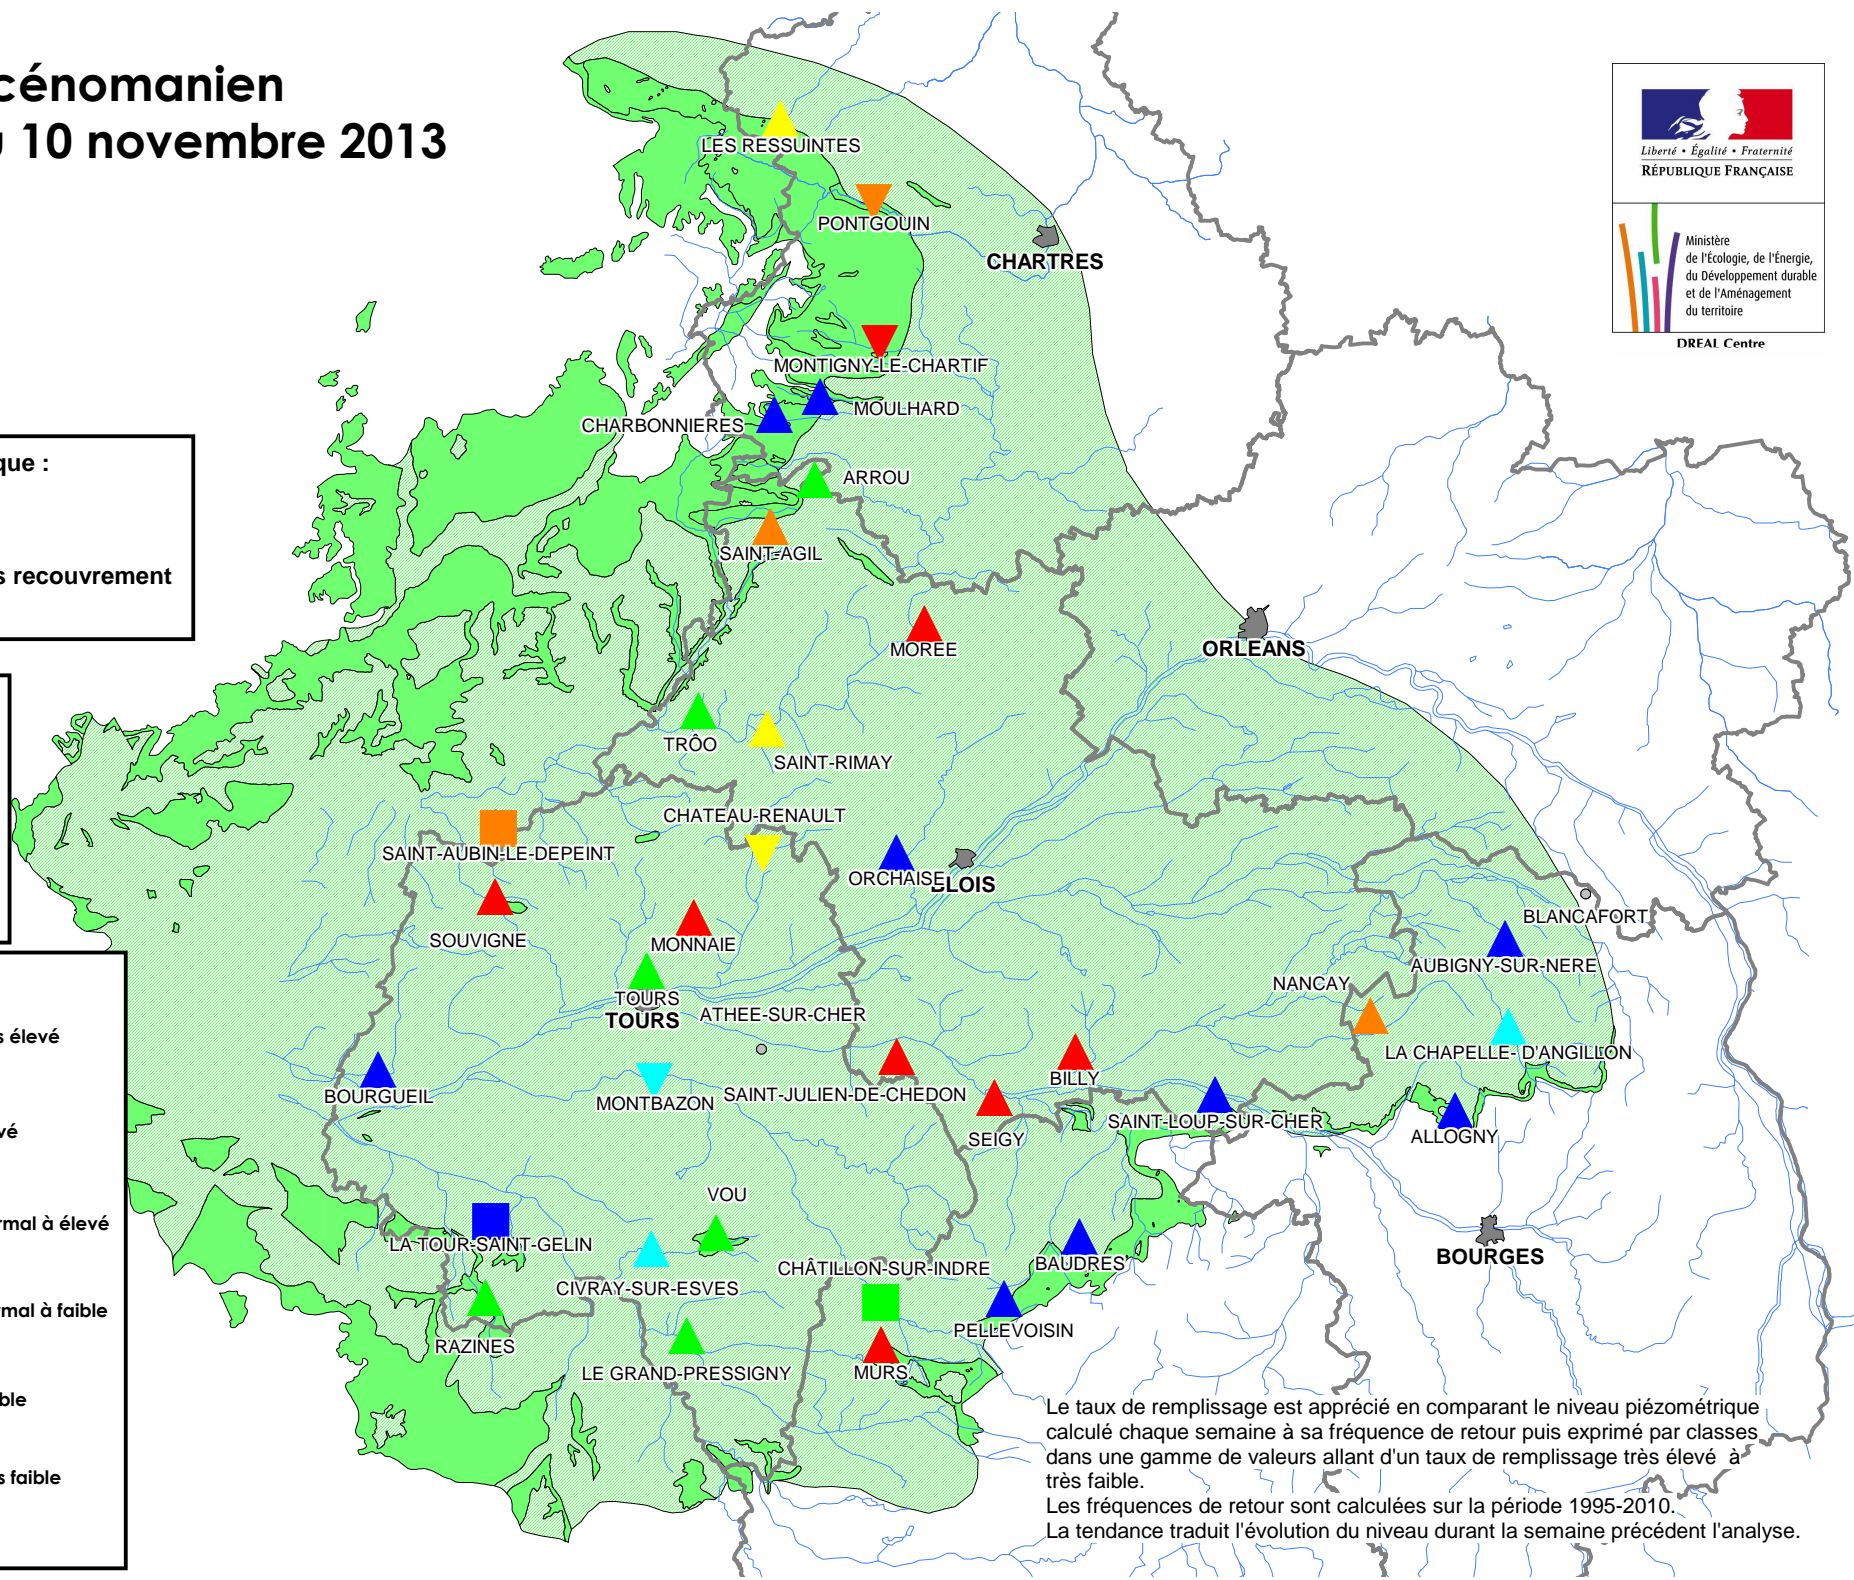 cénomanien
10 novembre 2013
Liberté • Égalité • Fraternité
RÉPUBLIQUE FRANÇAISE
Ministère
de l'Écologie, de l'Énergie,
du Développement durable
et de l'Aménagement
du territoire
DREAL Centre
LES RESSUINTES
PONTGOUIN
CHARTRES
MONTIGNY-LE-CHARTIF
MOULHARD
CHARBONNIERES
ARROU
SAINT-AGIL
que :
s recouvrement
MOREE
ORLEANS
TRÔO
SAINT-RIMAY
CHATEAU-RENAULT
SAINT-AUBIN-LE-DEPEINT
ORCHAISE
BLOIS
SOUVIGNE
MONNAIE
BLANCAFORT
AUBIGNY-SUR-NERE
NANCAY
TOURS
TOURS
ATHEE-SUR-CHER
LA CHAPELLE- D'ANGILLON
BOURGUEIL
MONTBAZON
SAINT-JULIEN-DE-CHEDON
BILLY
SEIGY
SAINT-LOUP-SUR-CHER
ALLOGNY
s élevé
vé
rmal à élevé
rmal à faible
ble
s faible
VOU
LA TOUR-SAINT-GELIN
CIVRAY-SUR-ESVES
CHÂTILLON-SUR-INDRE
BAUDRES
BOURGES
RAZINES
PELLEVOISIN
LE GRAND-PRESSIGNY
MURS
Le taux de remplissage est apprécié en comparant le niveau piézométrique
calculé chaque semaine à sa fréquence de retour puis exprimé par classes
dans une gamme de valeurs allant d'un taux de remplissage très élevé à
très faible.
Les fréquences de retour sont calculées sur la période 1995-2010.
La tendance traduit l'évolution du niveau durant la semaine précédent l'analyse.